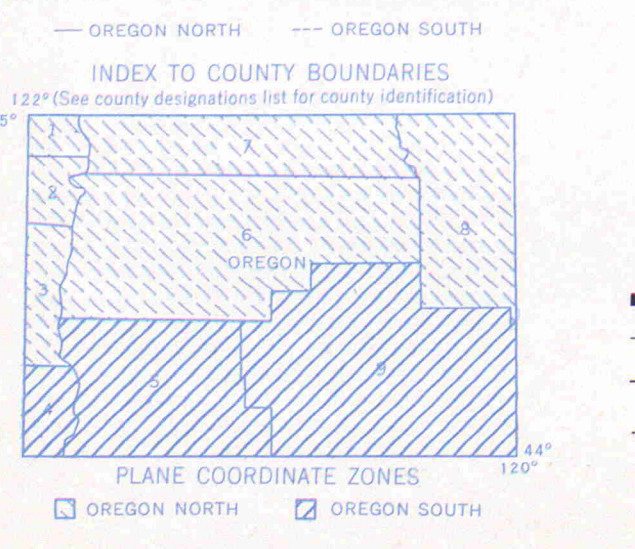 OREGON NORTH --- OREGON SOUTH
INDEX TO COUNTY BOUNDARIES
122° (See county designations list for county identification)
5°
1
7
2
6
8
OREGON
3
5
9
4
44°
120°
PLANE COORDINATE ZONES
OREGON NORTH OREGON SOUTH